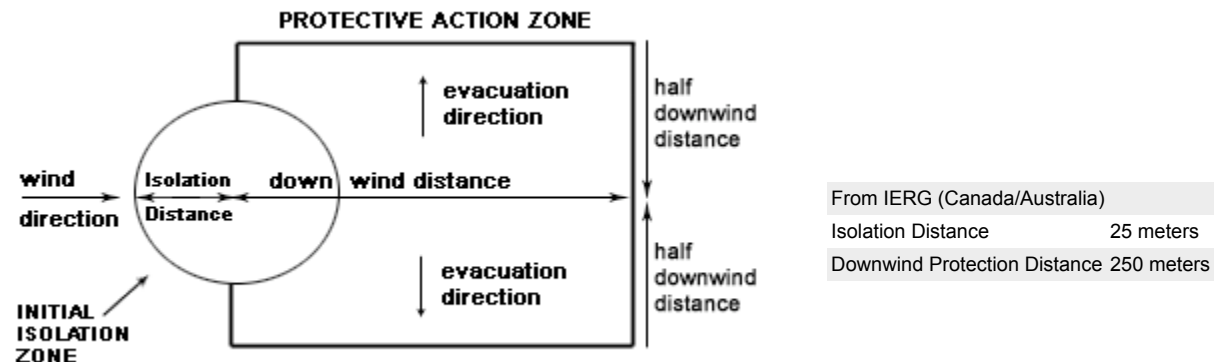 PROTECTIVE ACTION ZONE
evacuation
direction
half
downwind
distance
wind
direction
Isolation
Distance
down wind distance
evacuation
direction
half
downwind
distance
INITIAL
ISOLATION
ZONE
From IERG (Canada/Australia)
Isolation Distance 25 meters
Downwind Protection Distance 250 meters